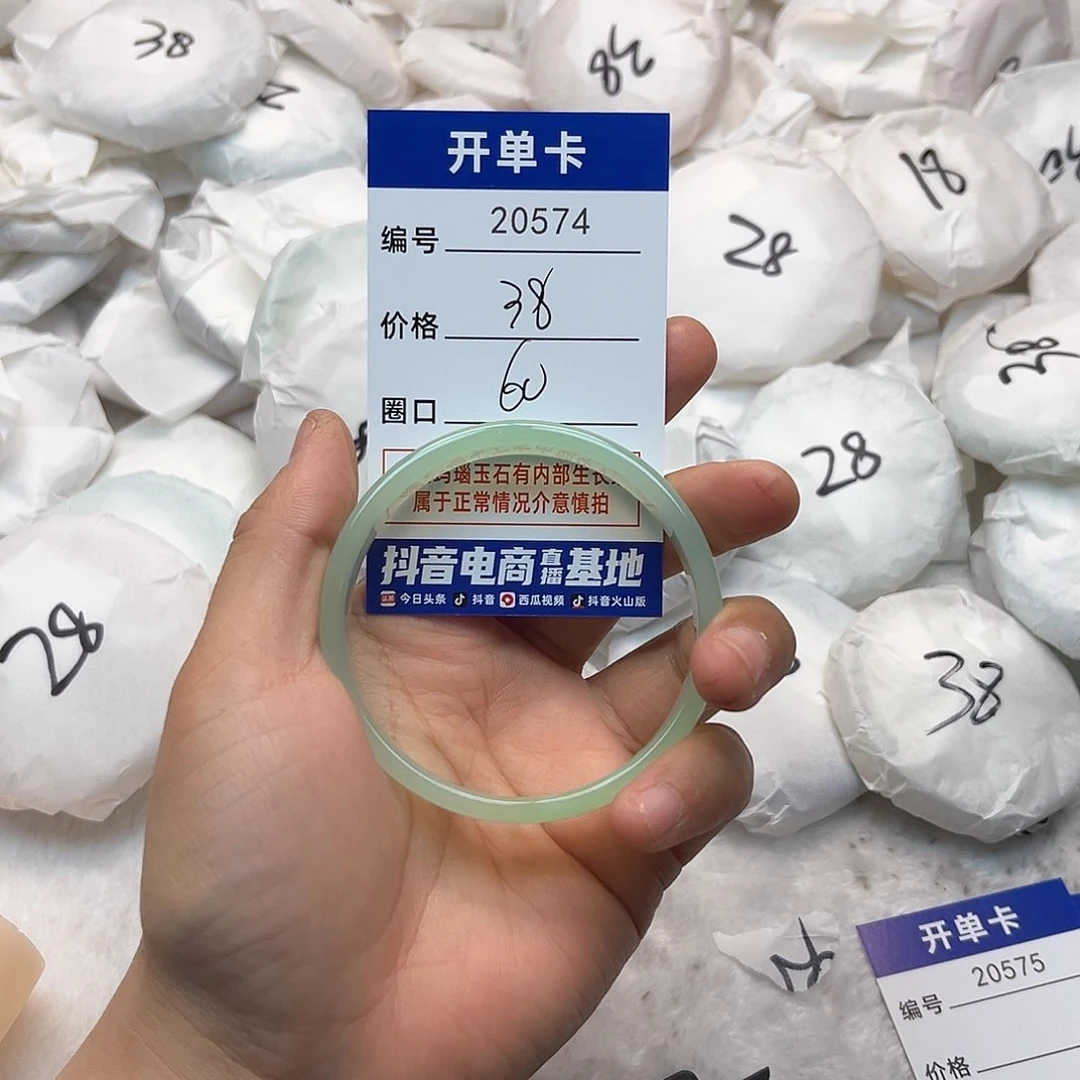 38
28
18
28
38
28
28
38
开单卡
编号 20574
价格 38
圈口 60
玛瑙玉石有内部生长
属于正常情况介意慎拍
抖音电商直播基地
今日头条 抖音 西瓜视频 抖音火山版
开单卡
编号 20575
价格